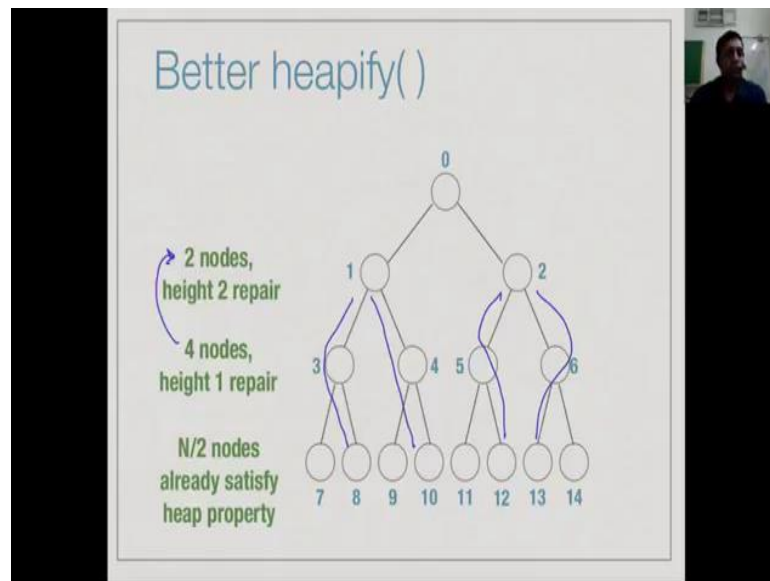 Better heapify( )
0
2 nodes,
height 2 repair
1
2
4 nodes,
height 1 repair
3
4
5
6
N/2 nodes
already satisfy
heap property
7 8 9 10 11 12 13 14